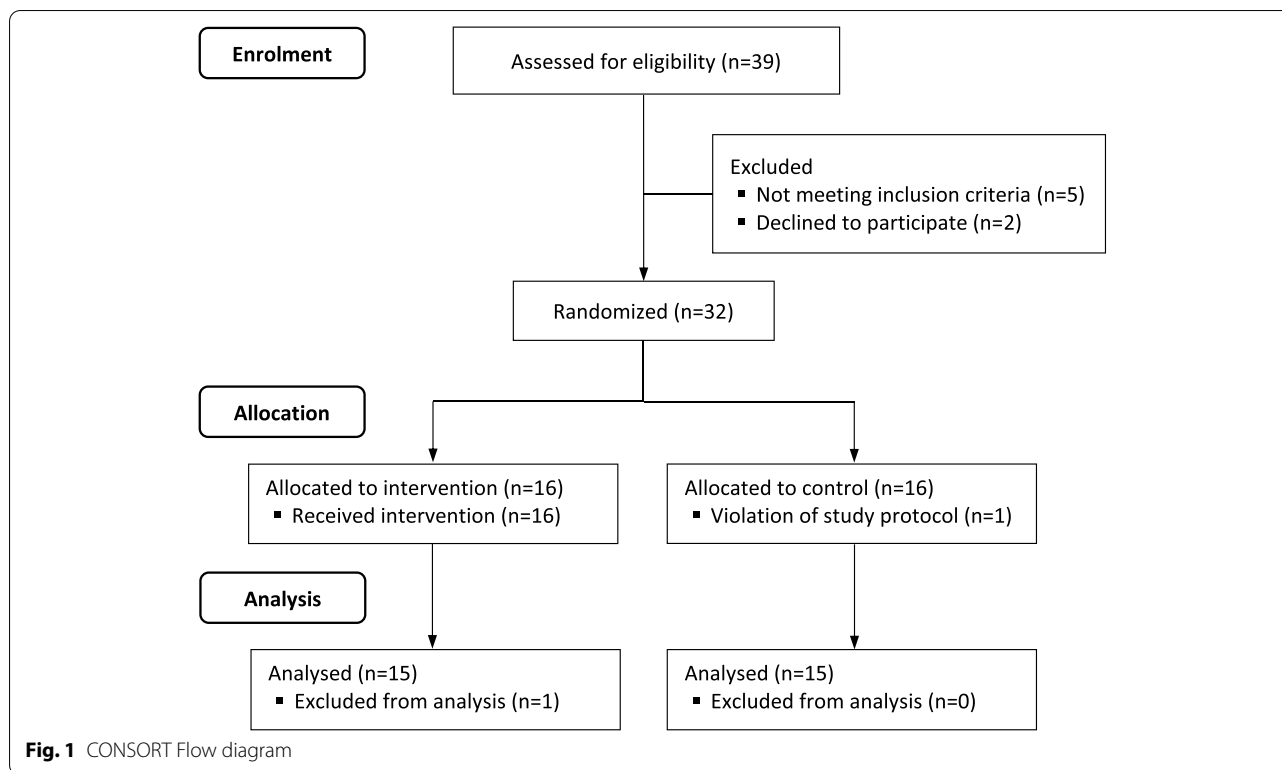 Enrolment
Assessed for eligibility (n=39)
Excluded
▪ Not meeting inclusion criteria (n=5)
▪ Declined to participate (n=2)
Randomized (n=32)
Allocation
Allocated to intervention (n=16)
▪ Received intervention (n=16)
Allocated to control (n=16)
▪ Violation of study protocol (n=1)
Analysis
Analysed (n=15)
▪ Excluded from analysis (n=1)
Analysed (n=15)
▪ Excluded from analysis (n=0)
Fig. 1 CONSORT Flow diagram